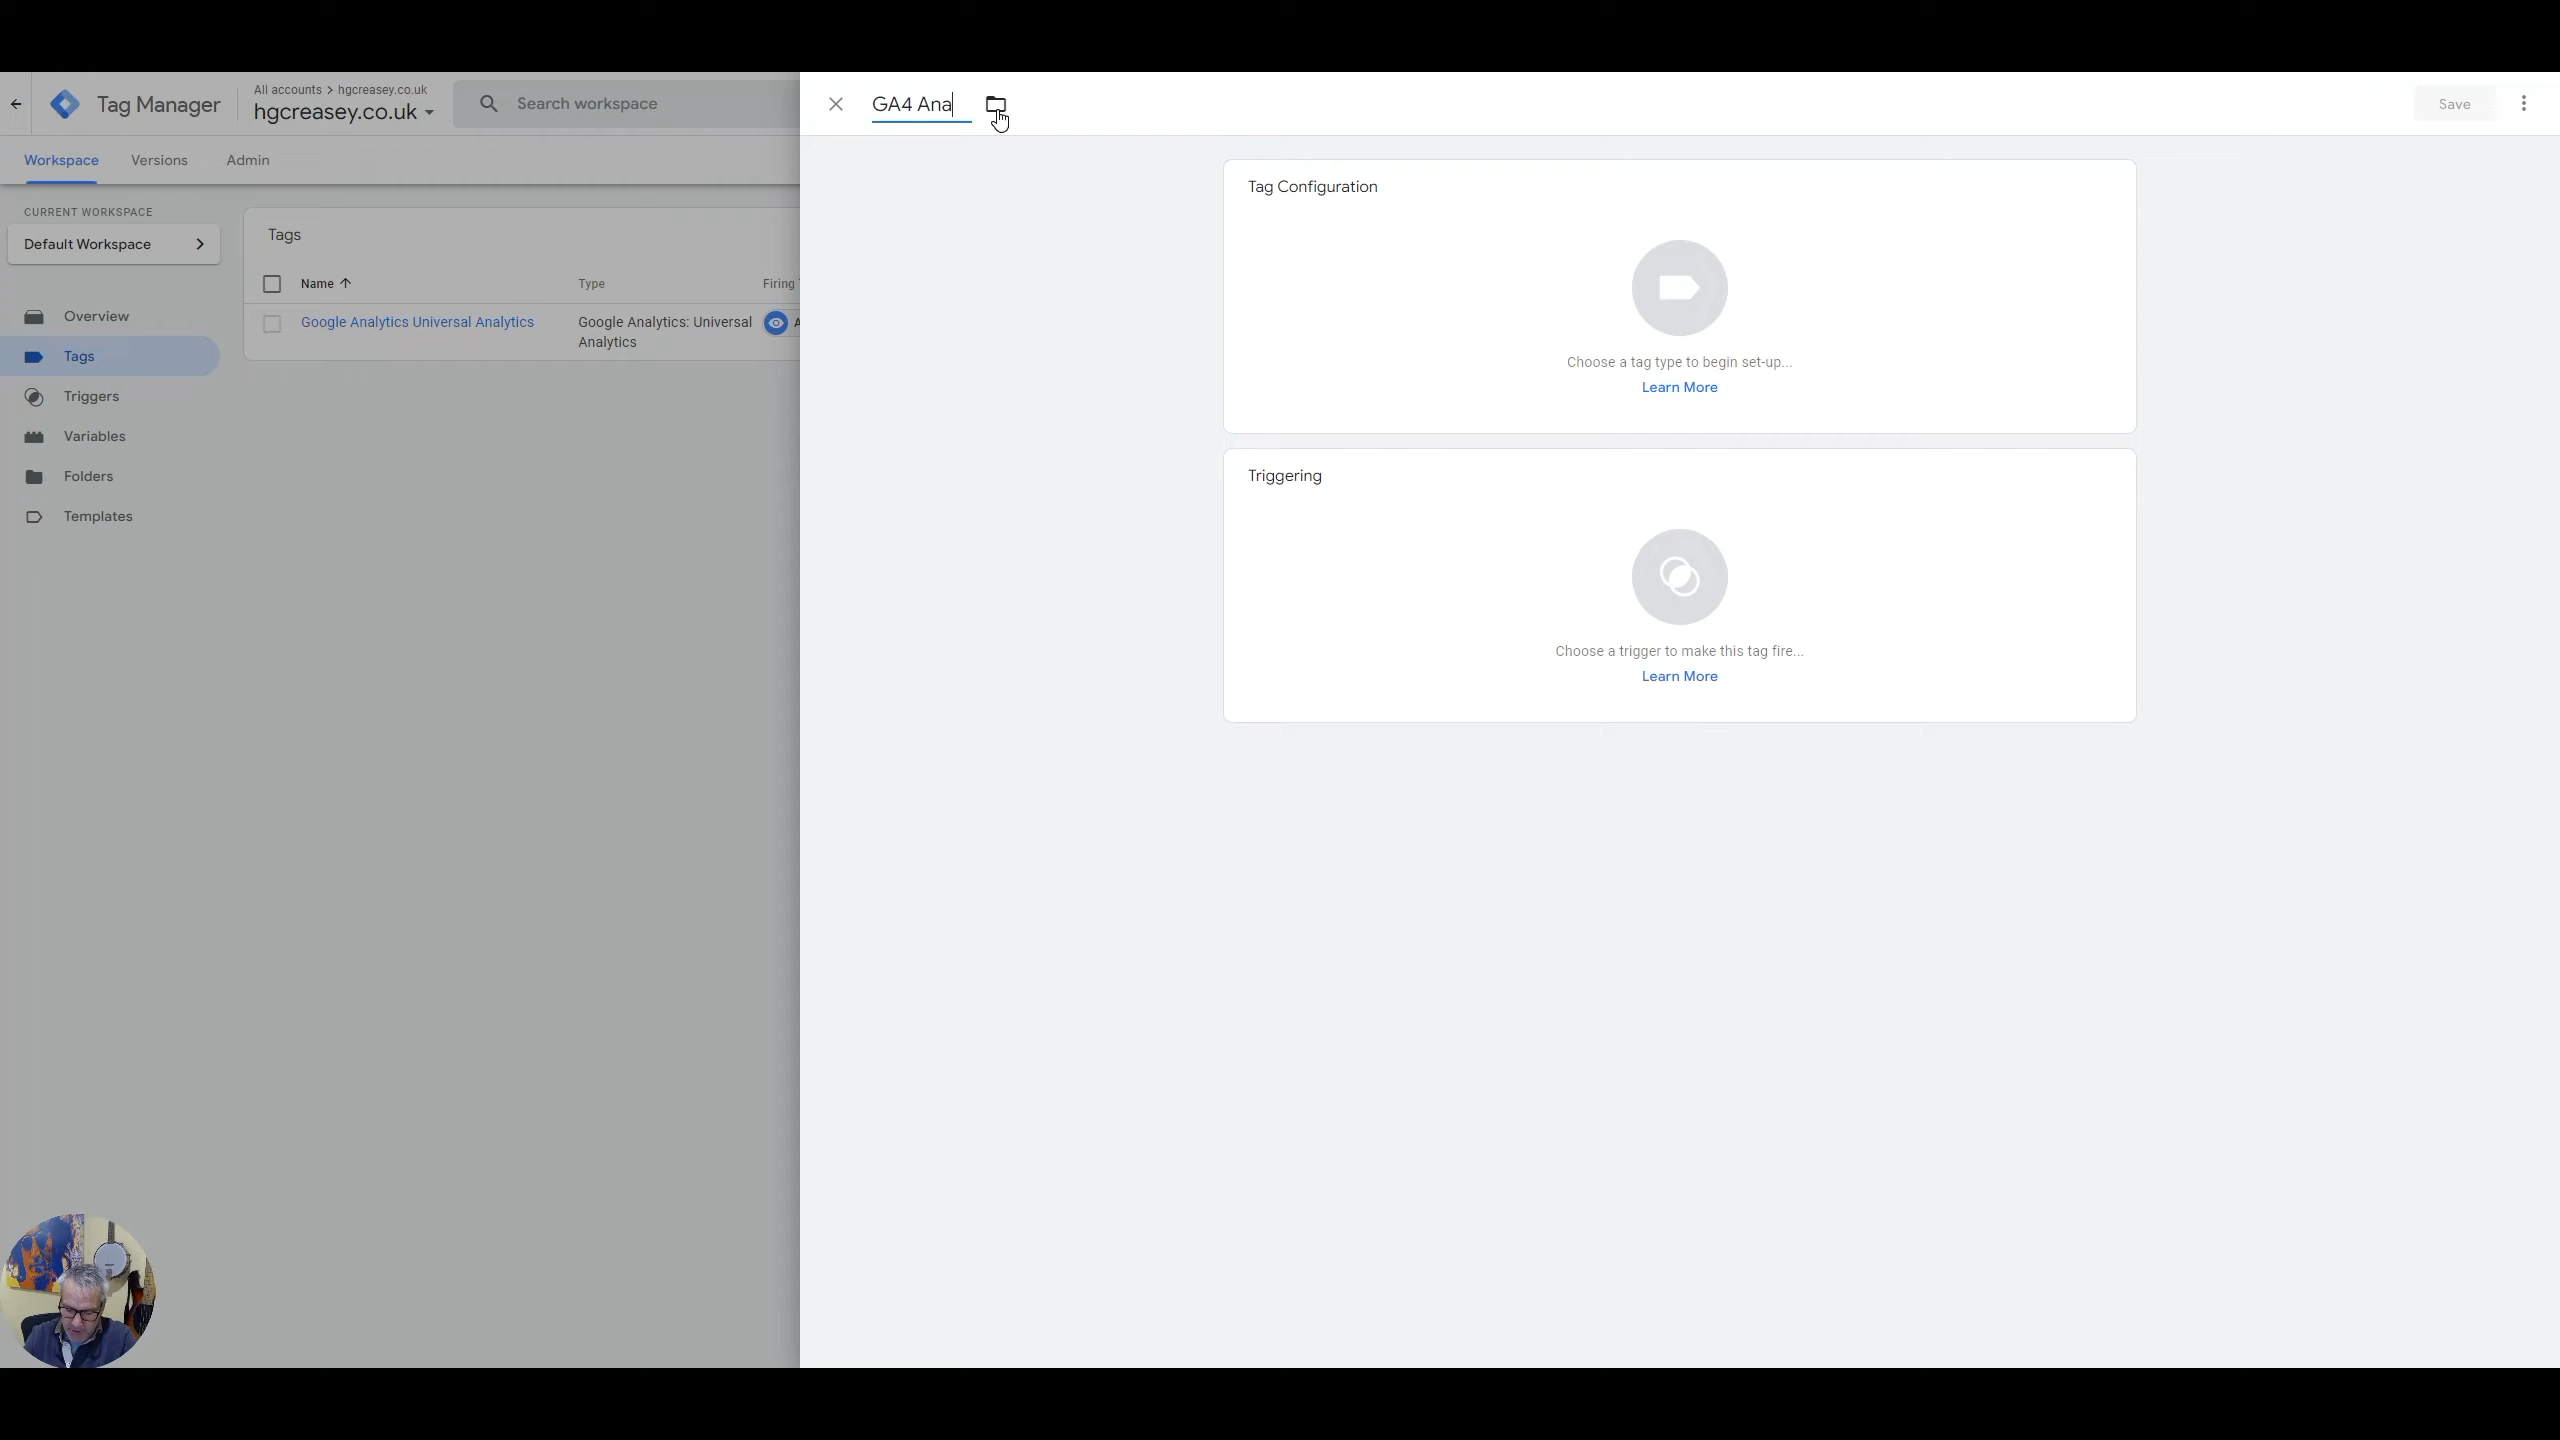 Tag Manager
All accounts > hgcreasey.co.uk
hgcreasey.co.uk
Search workspace
GA4 Ana
Save
Workspace
Versions
Admin
CURRENT WORKSPACE
Default Workspace
Overview
Tags
Triggers
Variables
Folders
Templates
Tags
Name
Type
Firing
Google Analytics Universal Analytics
Google Analytics: Universal
Analytics
A
Tag Configuration
Choose a tag type to begin set-up...
Learn More
Triggering
Choose a trigger to make this tag fire...
Learn More